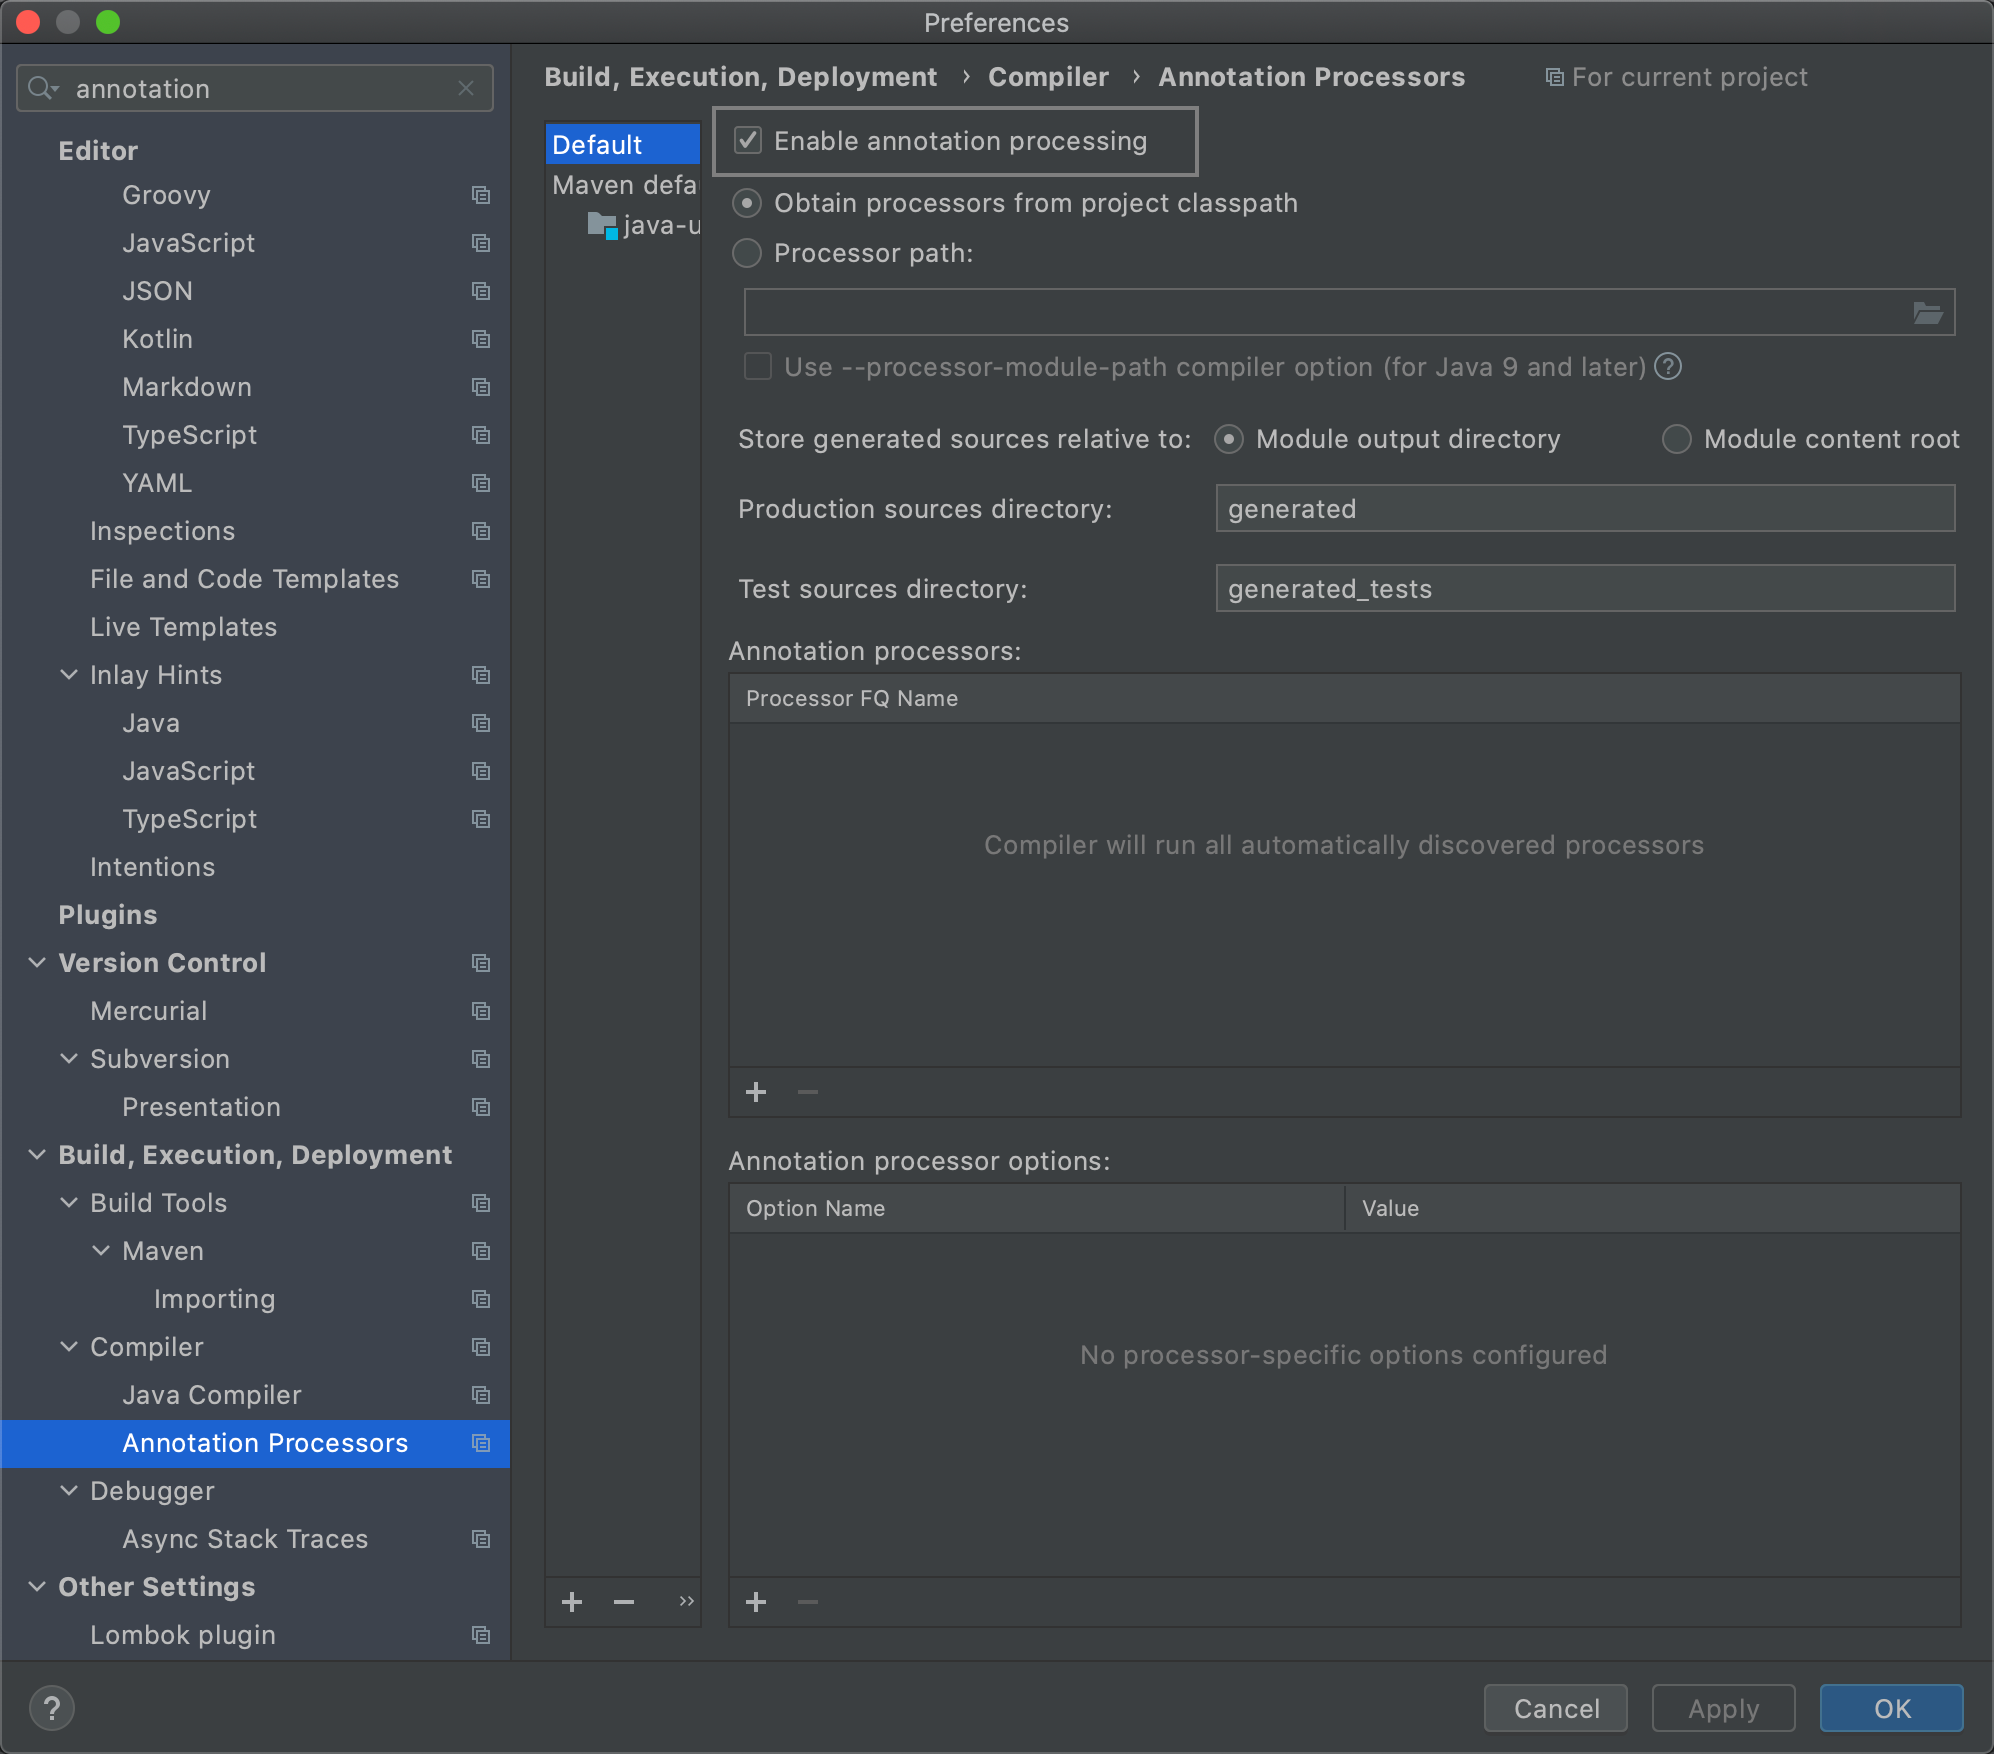 Preferences
annotation
Editor
Groovy
JavaScript
JSON
Kotlin
Markdown
TypeScript
YAML
Inspections
File and Code Templates
Live Templates
Inlay Hints
Java
JavaScript
TypeScript
Intentions
Plugins
Version Control
Mercurial
Subversion
Presentation
Build, Execution, Deployment
Build Tools
Maven
Importing
Compiler
Java Compiler
Annotation Processors
Debugger
Async Stack Traces
Other Settings
Lombok plugin
Build, Execution, Deployment › Compiler › Annotation Processors For current project
Default
Maven defa
java-u
Enable annotation processing
Obtain processors from project classpath
Processor path:
Use --processor-module-path compiler option (for Java 9 and later) ?
Store generated sources relative to: Module output directory Module content root
Production sources directory: generated
Test sources directory: generated_tests
Annotation processors:
Processor FQ Name
Compiler will run all automatically discovered processors
Annotation processor options:
Option Name Value
No processor-specific options configured
? Cancel Apply OK